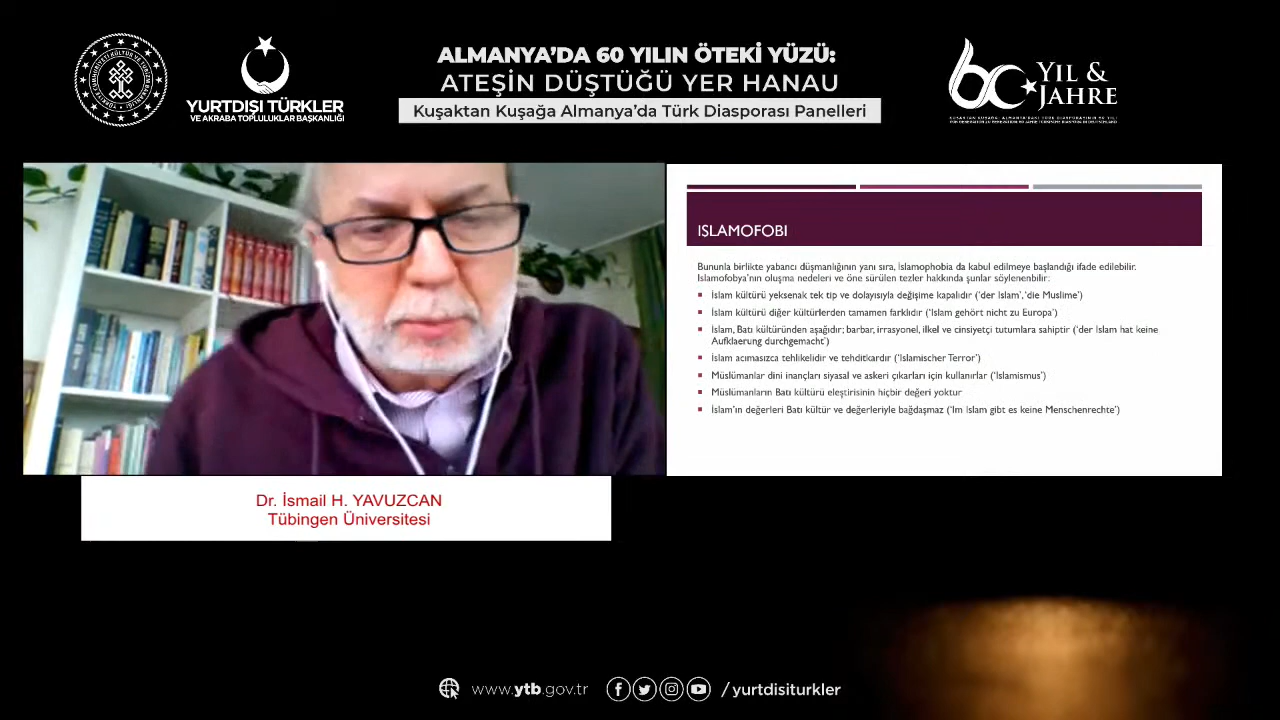 YURTDIŞI TÜRKLER
VE AKRABA TOPLULUKLAR BAŞKANLIĞI
ALMANYA'DA 60 YILIN ÖTEKİ YÜZÜ:
ATEŞİN DÜŞTÜĞÜ YER HANAU
Kuşaktan Kuşağa Almanya'da Türk Diasporası Panelleri
60 YIL &
JAHRE
ISLAMOFOBI
Bununla birlikte yabancı düşmanlığının yanı sıra, Islamophobia da kabul edilmeye başlandığı ifade edilebilir.
Islamofobya'nın oluşma nedeleri ve öne sürülen tezler hakkında şunlar söylenenbilir:
▪ İslam kültürü yeksenak tek tip ve dolayısıyla değişime kapalıdır ('der Islam', 'die Muslime')
▪ İslam kültürü diğer kültürlerden tamamen farklıdır ('Islam gehört nicht zu Europa')
▪ İslam, Batı kültüründen aşağıdır; barbar, irrasyonel, ilkel ve cinsiyetçi tutumlara sahiptir ('der Islam hat keine
Aufklaerung durchgemacht')
▪ İslam acımasızca tehlikelidir ve tehditkardır ('Islamischer Terror')
▪ Müslümanlar dini inançları siyasal ve askeri çıkarları için kullanırlar ('Islamismus')
▪ Müslümanların Batı kültürü eleştirisinin hiçbir değeri yoktur
▪ İslam'ın değerleri Batı kültür ve değerleriyle bağdaşmaz ('Im Islam gibt es keine Menschenrechte')
Dr. İsmail H. YAVUZCAN
Tübingen Üniversitesi
www.ytb.gov.tr
/yurtdisiturkler